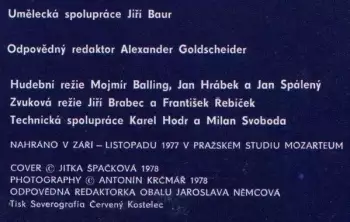 Umělecká spolupráce Jiří Baur
Odpovědný redaktor Alexander Goldscheider
Hudební režie Mojmír Balling, Jan Hrábek a Jan Spálený
Zvuková režie Jiří Brabec a František Řebíček
Technická spolupráce Karel Hodr a Milan Svoboda
NAHRÁNO V ZÁŘÍ – LISTOPADU 1977 V PRAŽSKÉM STUDIU MOZARTEUM
COVER © JITKA ŠPAČKOVÁ 1978
PHOTOGRAPHY © ANTONÍN KRČMÁŘ 1978
ODPOVĚDNÁ REDAKTORKA OBALU JAROSLAVA NĚMCOVÁ
Tisk Severografia Červený Kostelec